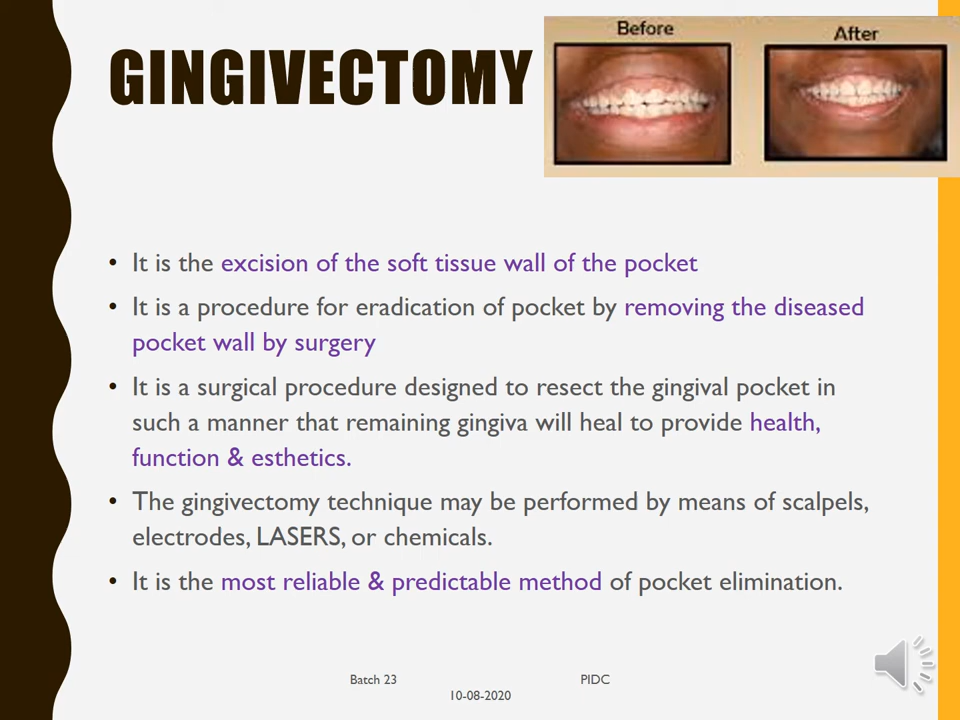 GINGIVECTOMY
Before
After
• It is the excision of the soft tissue wall of the pocket
• It is a procedure for eradication of pocket by removing the diseased
pocket wall by surgery
• It is a surgical procedure designed to resect the gingival pocket in
such a manner that remaining gingiva will heal to provide health,
function & esthetics.
• The gingivectomy technique may be performed by means of scalpels,
electrodes, LASERS, or chemicals.
• It is the most reliable & predictable method of pocket elimination.
Batch 23 PIDC
10-08-2020